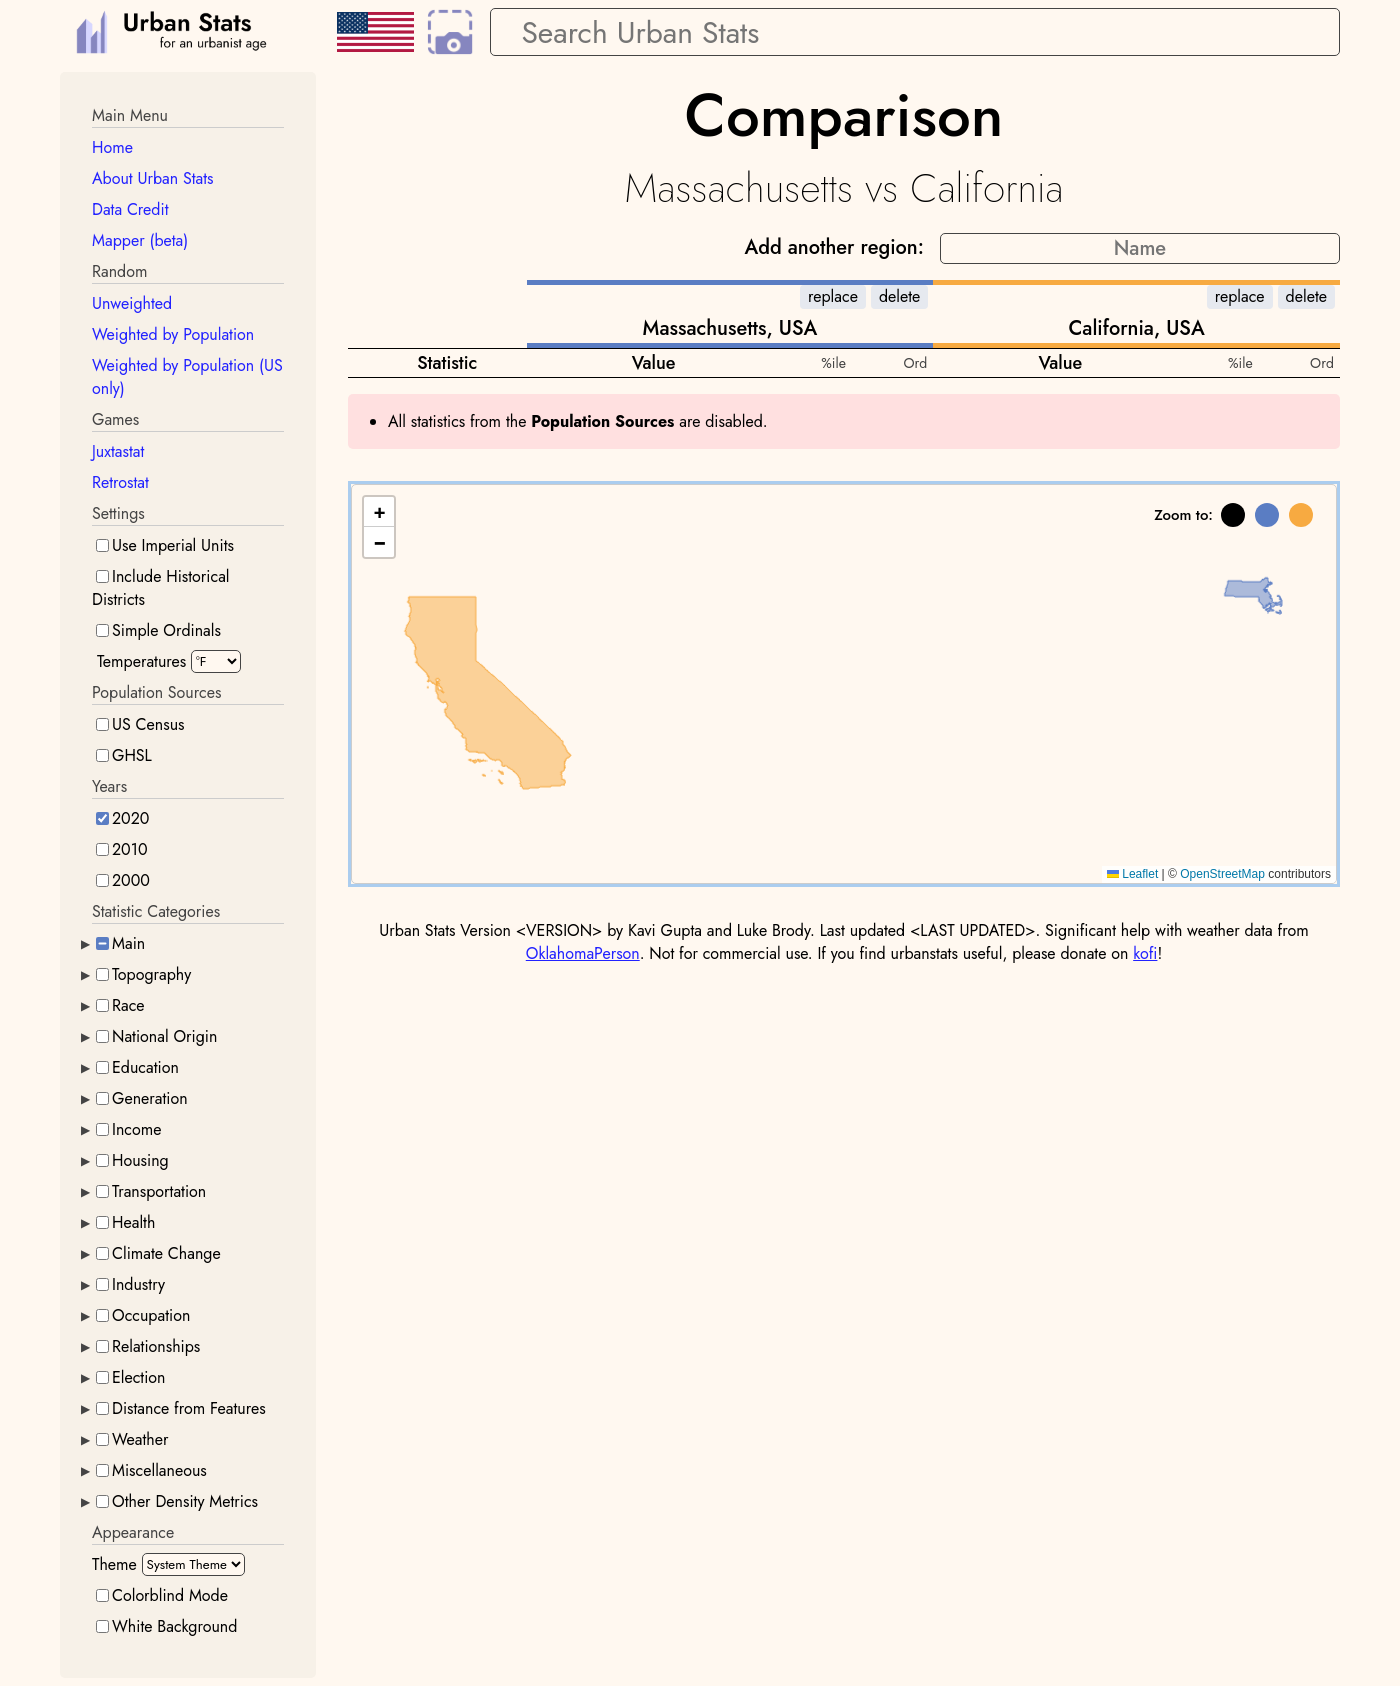 Urban Stats
for an urbanist age
Search Urban Stats
Main Menu
Home
About Urban Stats
Data Credit
Mapper (beta)
Random
Unweighted
Weighted by Population
Weighted by Population (US
only)
Games
Juxtastat
Retrostat
Settings
Use Imperial Units
Include Historical
Districts
Simple Ordinals
Temperatures °F
Population Sources
US Census
GHSL
Years
2020
2010
2000
Statistic Categories
Main
Topography
Race
National Origin
Education
Generation
Income
Housing
Transportation
Health
Climate Change
Industry
Occupation
Relationships
Election
Distance from Features
Weather
Miscellaneous
Other Density Metrics
Appearance
Theme System Theme
Colorblind Mode
White Background
Comparison
Massachusetts vs California
Add another region: Name
replace delete replace delete
Massachusetts, USA California, USA
Statistic Value %ile Ord Value %ile Ord
All statistics from the Population Sources are disabled.
+
−
Zoom to:
Leaflet | © OpenStreetMap contributors
Urban Stats Version <VERSION> by Kavi Gupta and Luke Brody. Last updated <LAST UPDATED>. Significant help with weather data from
OklahomaPerson. Not for commercial use. If you find urbanstats useful, please donate on kofi!